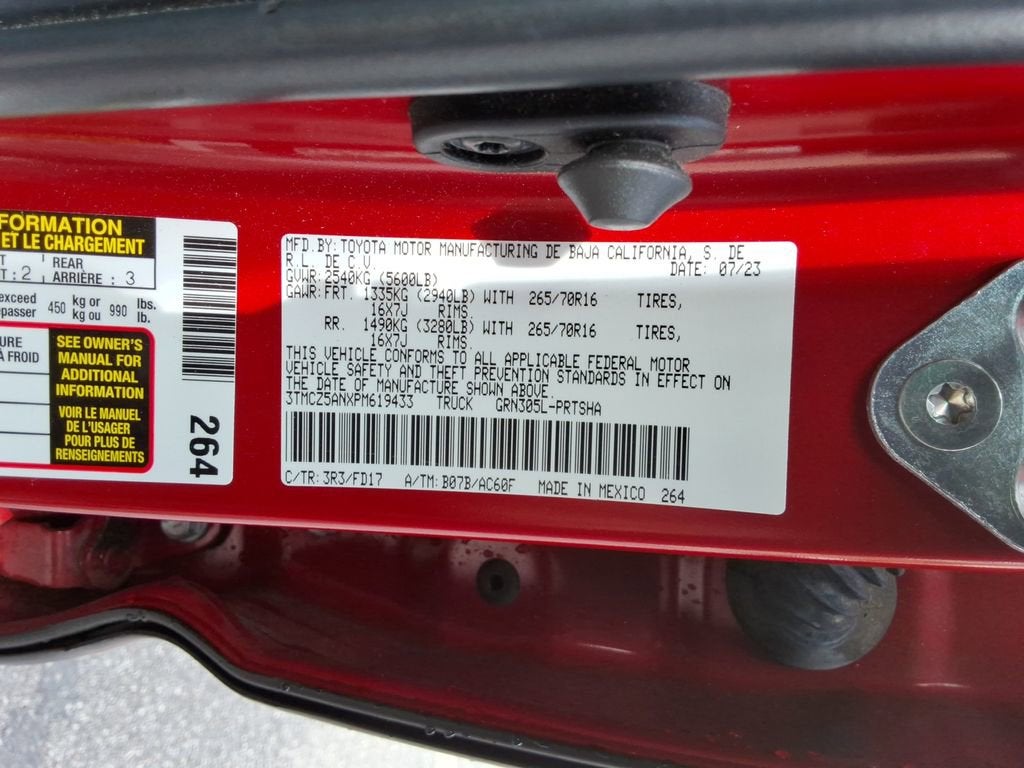 FORMATION
ET LE CHARGEMENT
T REAR
:2 ARRIÈRE : 3
exceed 450 kg or 990 lbs.
passer kg ou lb.
URE
À FROID
SEE OWNER'S
MANUAL FOR
ADDITIONAL
INFORMATION
VOIR LE MANUEL
DE L'USAGER
POUR PLUS DE
RENSEIGNEMENTS
264
MFD.BY: TOYOTA MOTOR MANUFACTURING DE BAJA CALIFORNIA, S. DE
R.L. DE C.V. DATE: 07/23
GVWR: 2540KG (5600LB)
GAWR:FRT. 1335KG (2940LB) WITH 265/70R16 TIRES,
16X7J RIMS.
RR. 1490KG (3280LB) WITH 265/70R16 TIRES,
16X7J RIMS.
THIS VEHICLE CONFORMS TO ALL APPLICABLE FEDERAL MOTOR
VEHICLE SAFETY AND THEFT PREVENTION STANDARDS IN EFFECT ON
THE DATE OF MANUFACTURE SHOWN ABOVE.
3TMCZ5ANXPM619433 TRUCK GRN305L-PRTSHA
C/TR: 3R3/FD17 A/TM: B07B/AC60F MADE IN MEXICO 264